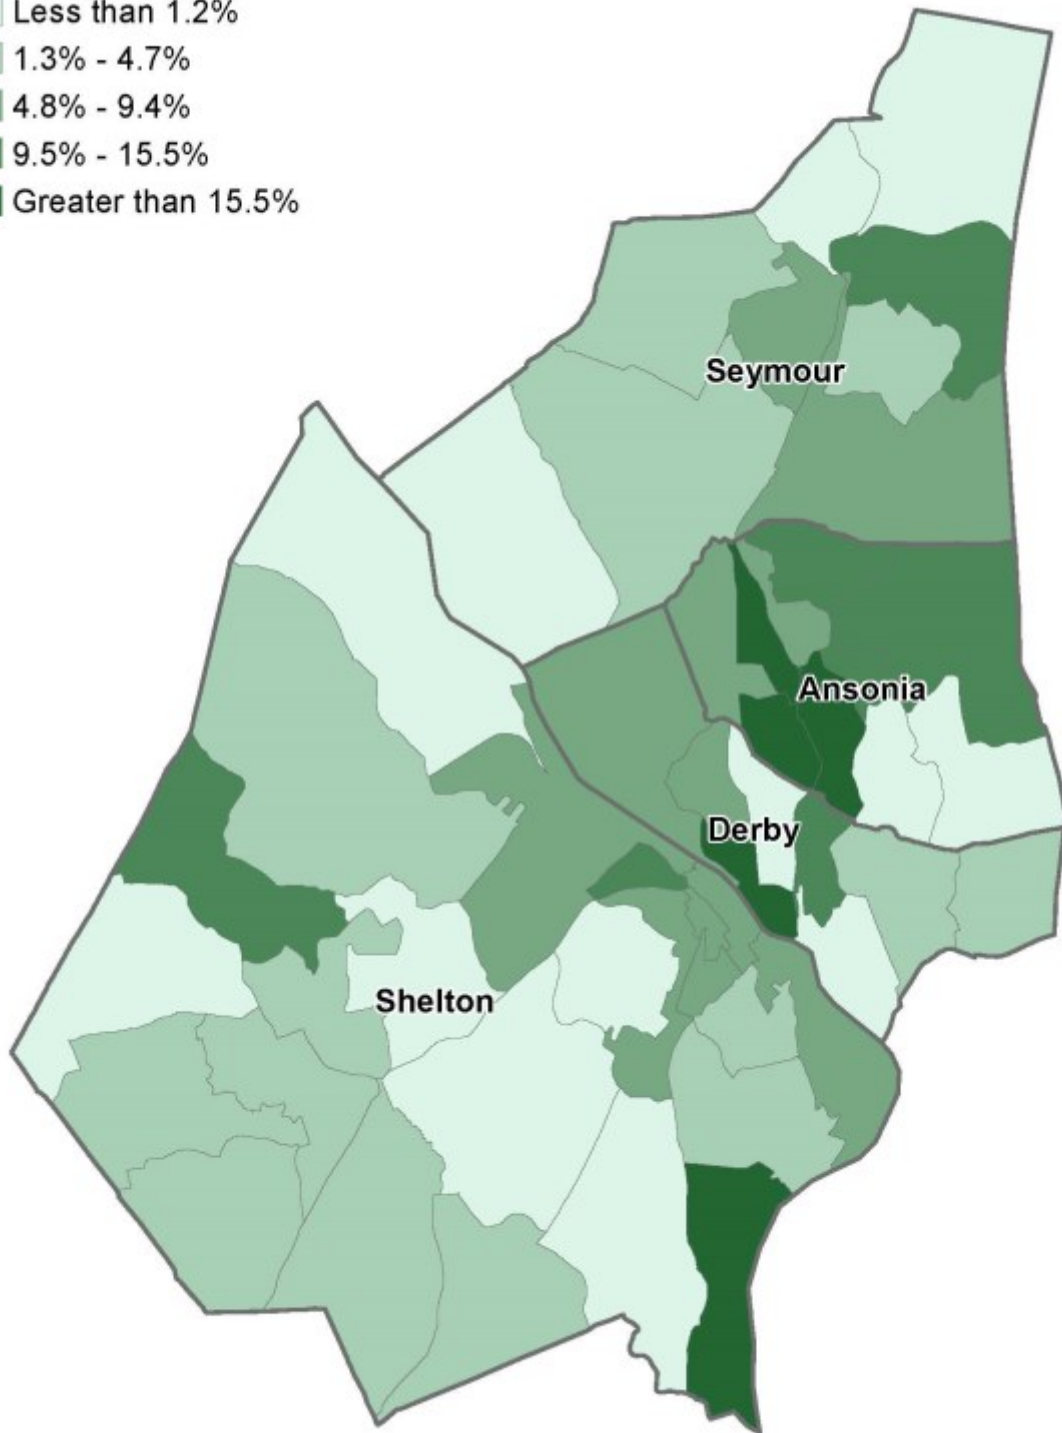 Less than 1.2%
1.3% - 4.7%
4.8% - 9.4%
9.5% - 15.5%
Greater than 15.5%
Seymour
Ansonia
Derby
Shelton